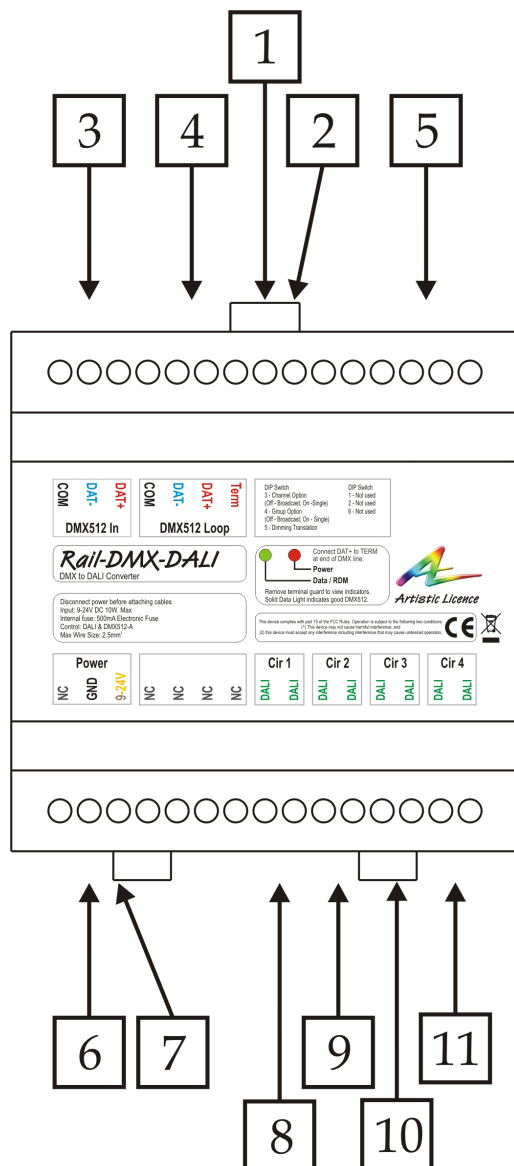 1
3
4
2
5
COM
DAT-
DAT+
DMX512 In
COM
DAT-
DAT+
Term
DMX512 Loop
DIP Switch
3 - Channel Option
(Off - Broadcast; On -Single)
4 - Group Option
(Off - Broadcast; On - Single)
5 - Dimming Translation
DIP Switch
1 - Not used
2 - Not used
6 - Not used
Rail-DMX-DALI
DMX to DALI Converter
Connect DAT+ to TERM
at end of DMX line.
Power
Data / RDM
Remove terminal guard to view indicators.
Solid Data Light indicates good DMX512.
Artistic Licence
Disconnect power before attaching cables
Input: 9-24V DC 10W. Max
Internal fuse: 500mA Electronic Fuse
Control: DALI & DMX512-A
Max Wire Size: 2.5mm²
This device complies with part 15 of the FCC Rules. Operation is subject to the following two conditions:
(1) This device may not cause harmful interference, and
(2) this device must accept any interference including interference that may cause undesired operation.
CE
Power
NC
GND
9-24V
NC
NC
NC
NC
Cir 1
DALI
DALI
Cir 2
DALI
DALI
Cir 3
DALI
DALI
Cir 4
DALI
DALI
6
7
8
9
10
11